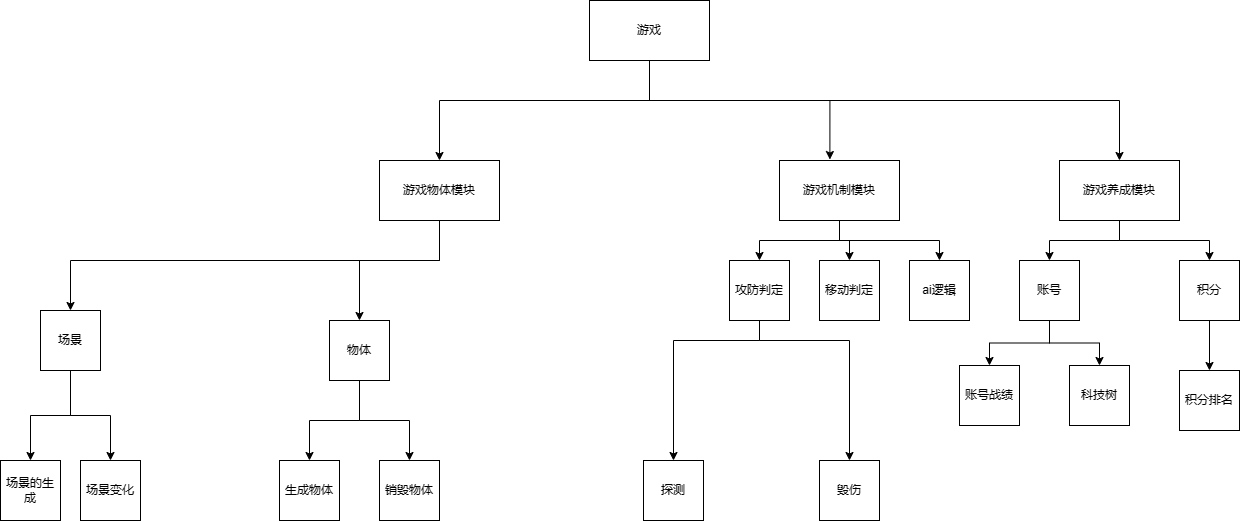 游戏
游戏物体模块
游戏机制模块
游戏养成模块
攻防判定
移动判定
ai逻辑
账号
积分
场景
物体
账号战绩
科技树
积分排名
场景的生
成
场景变化
生成物体
销毁物体
探测
毁伤